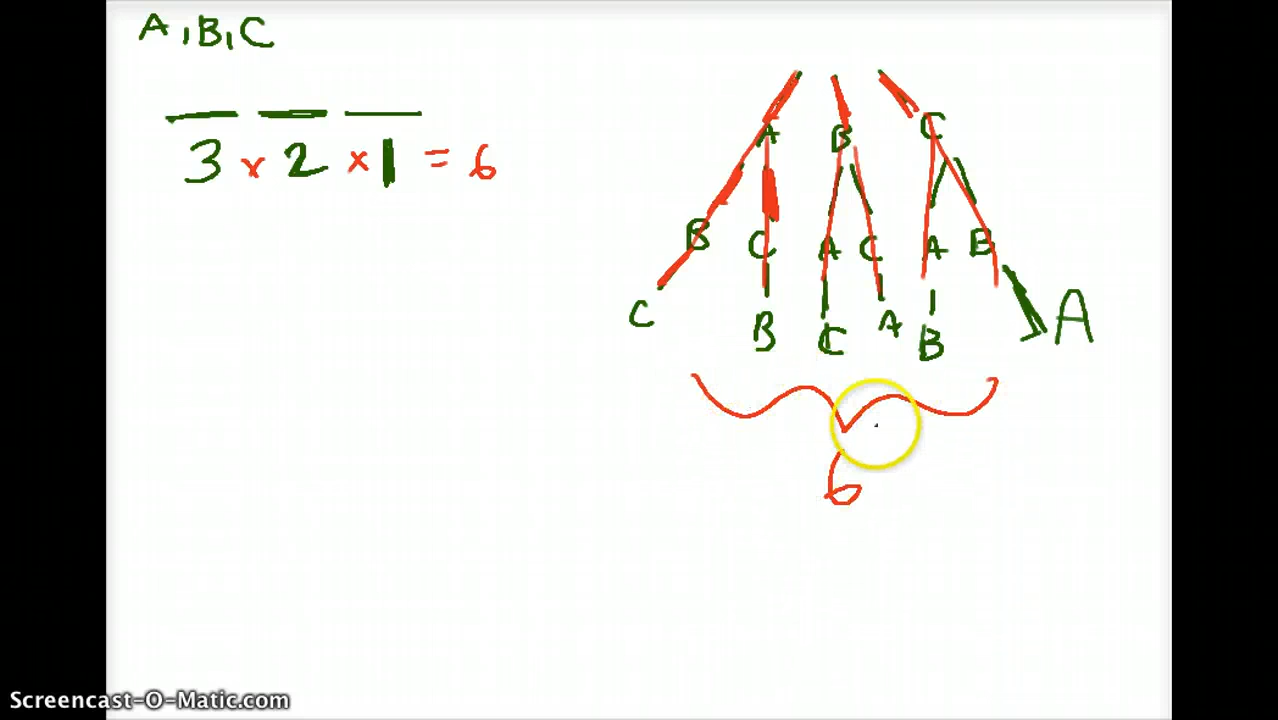 A, B, C
3 x 2 x 1 = 6
A B C
B C A C A B
C B C A B A
6
Screencast-O-Matic.com